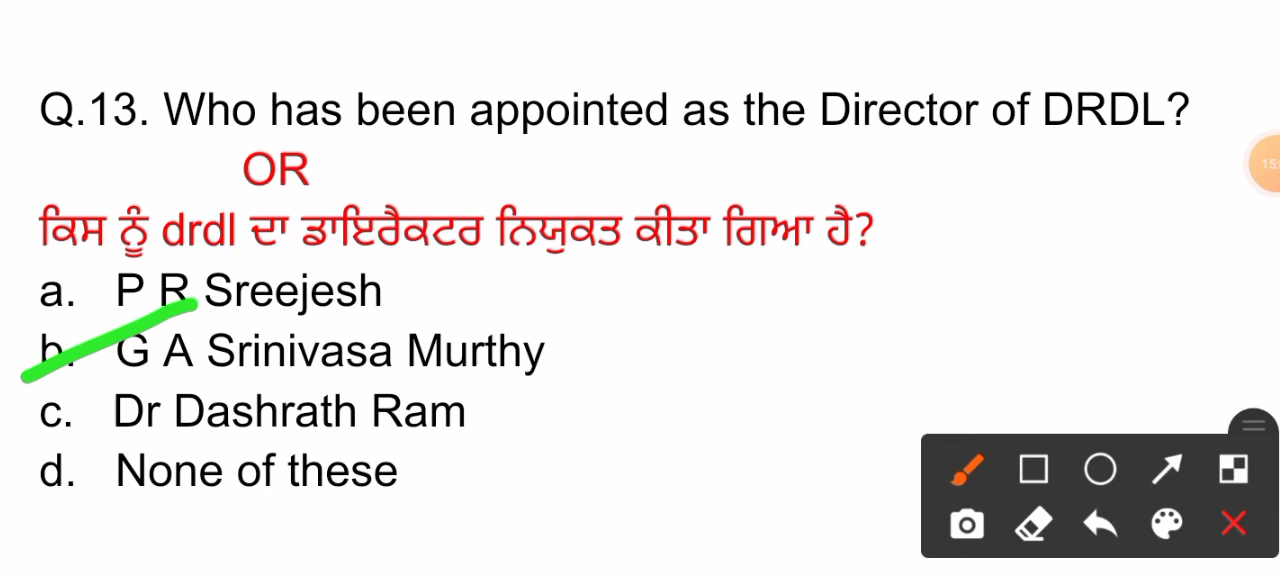 Q.13. Who has been appointed as the Director of DRDL?
OR
ਕਿਸ ਨੂੰ drdl ਦਾ ਡਾਇਰੈਕਟਰ ਨਿਯੁਕਤ ਕੀਤਾ ਗਿਆ ਹੈ?
a. P R Sreejesh
b. G A Srinivasa Murthy
c. Dr Dashrath Ram
d. None of these